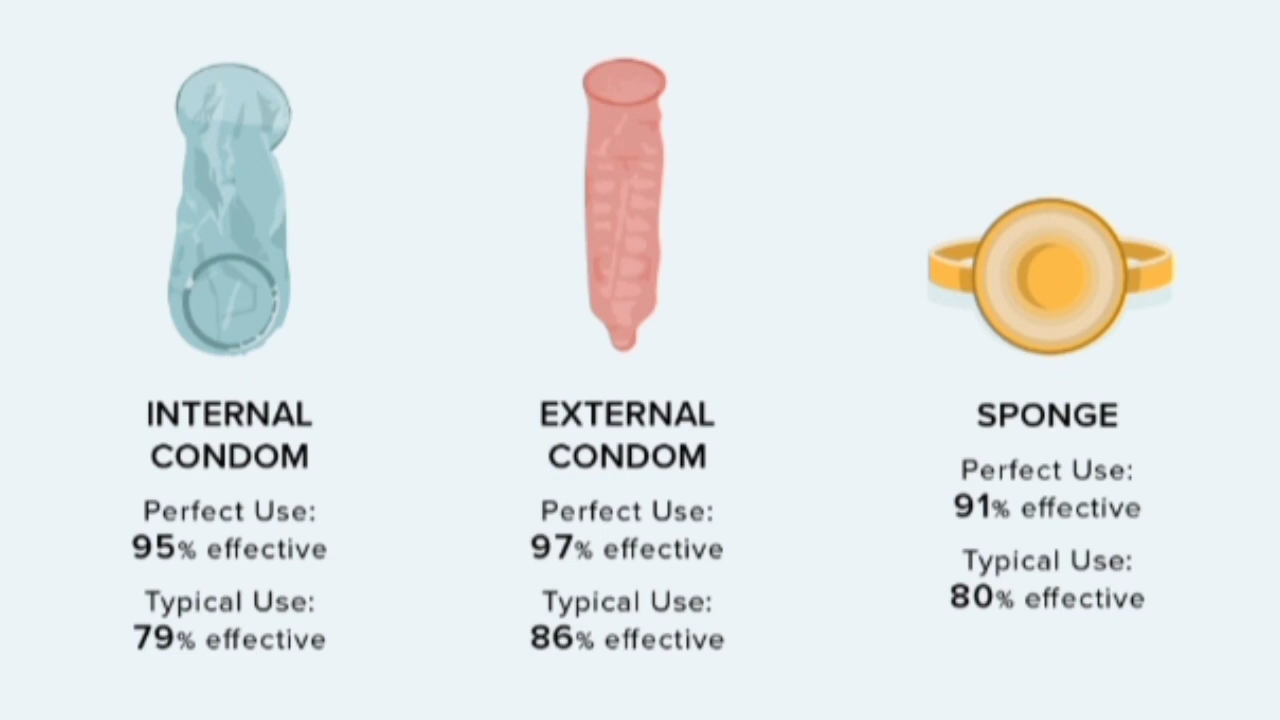 INTERNAL
CONDOM
Perfect Use:
95% effective
Typical Use:
79% effective
EXTERNAL
CONDOM
Perfect Use:
97% effective
Typical Use:
86% effective
SPONGE
Perfect Use:
91% effective
Typical Use:
80% effective